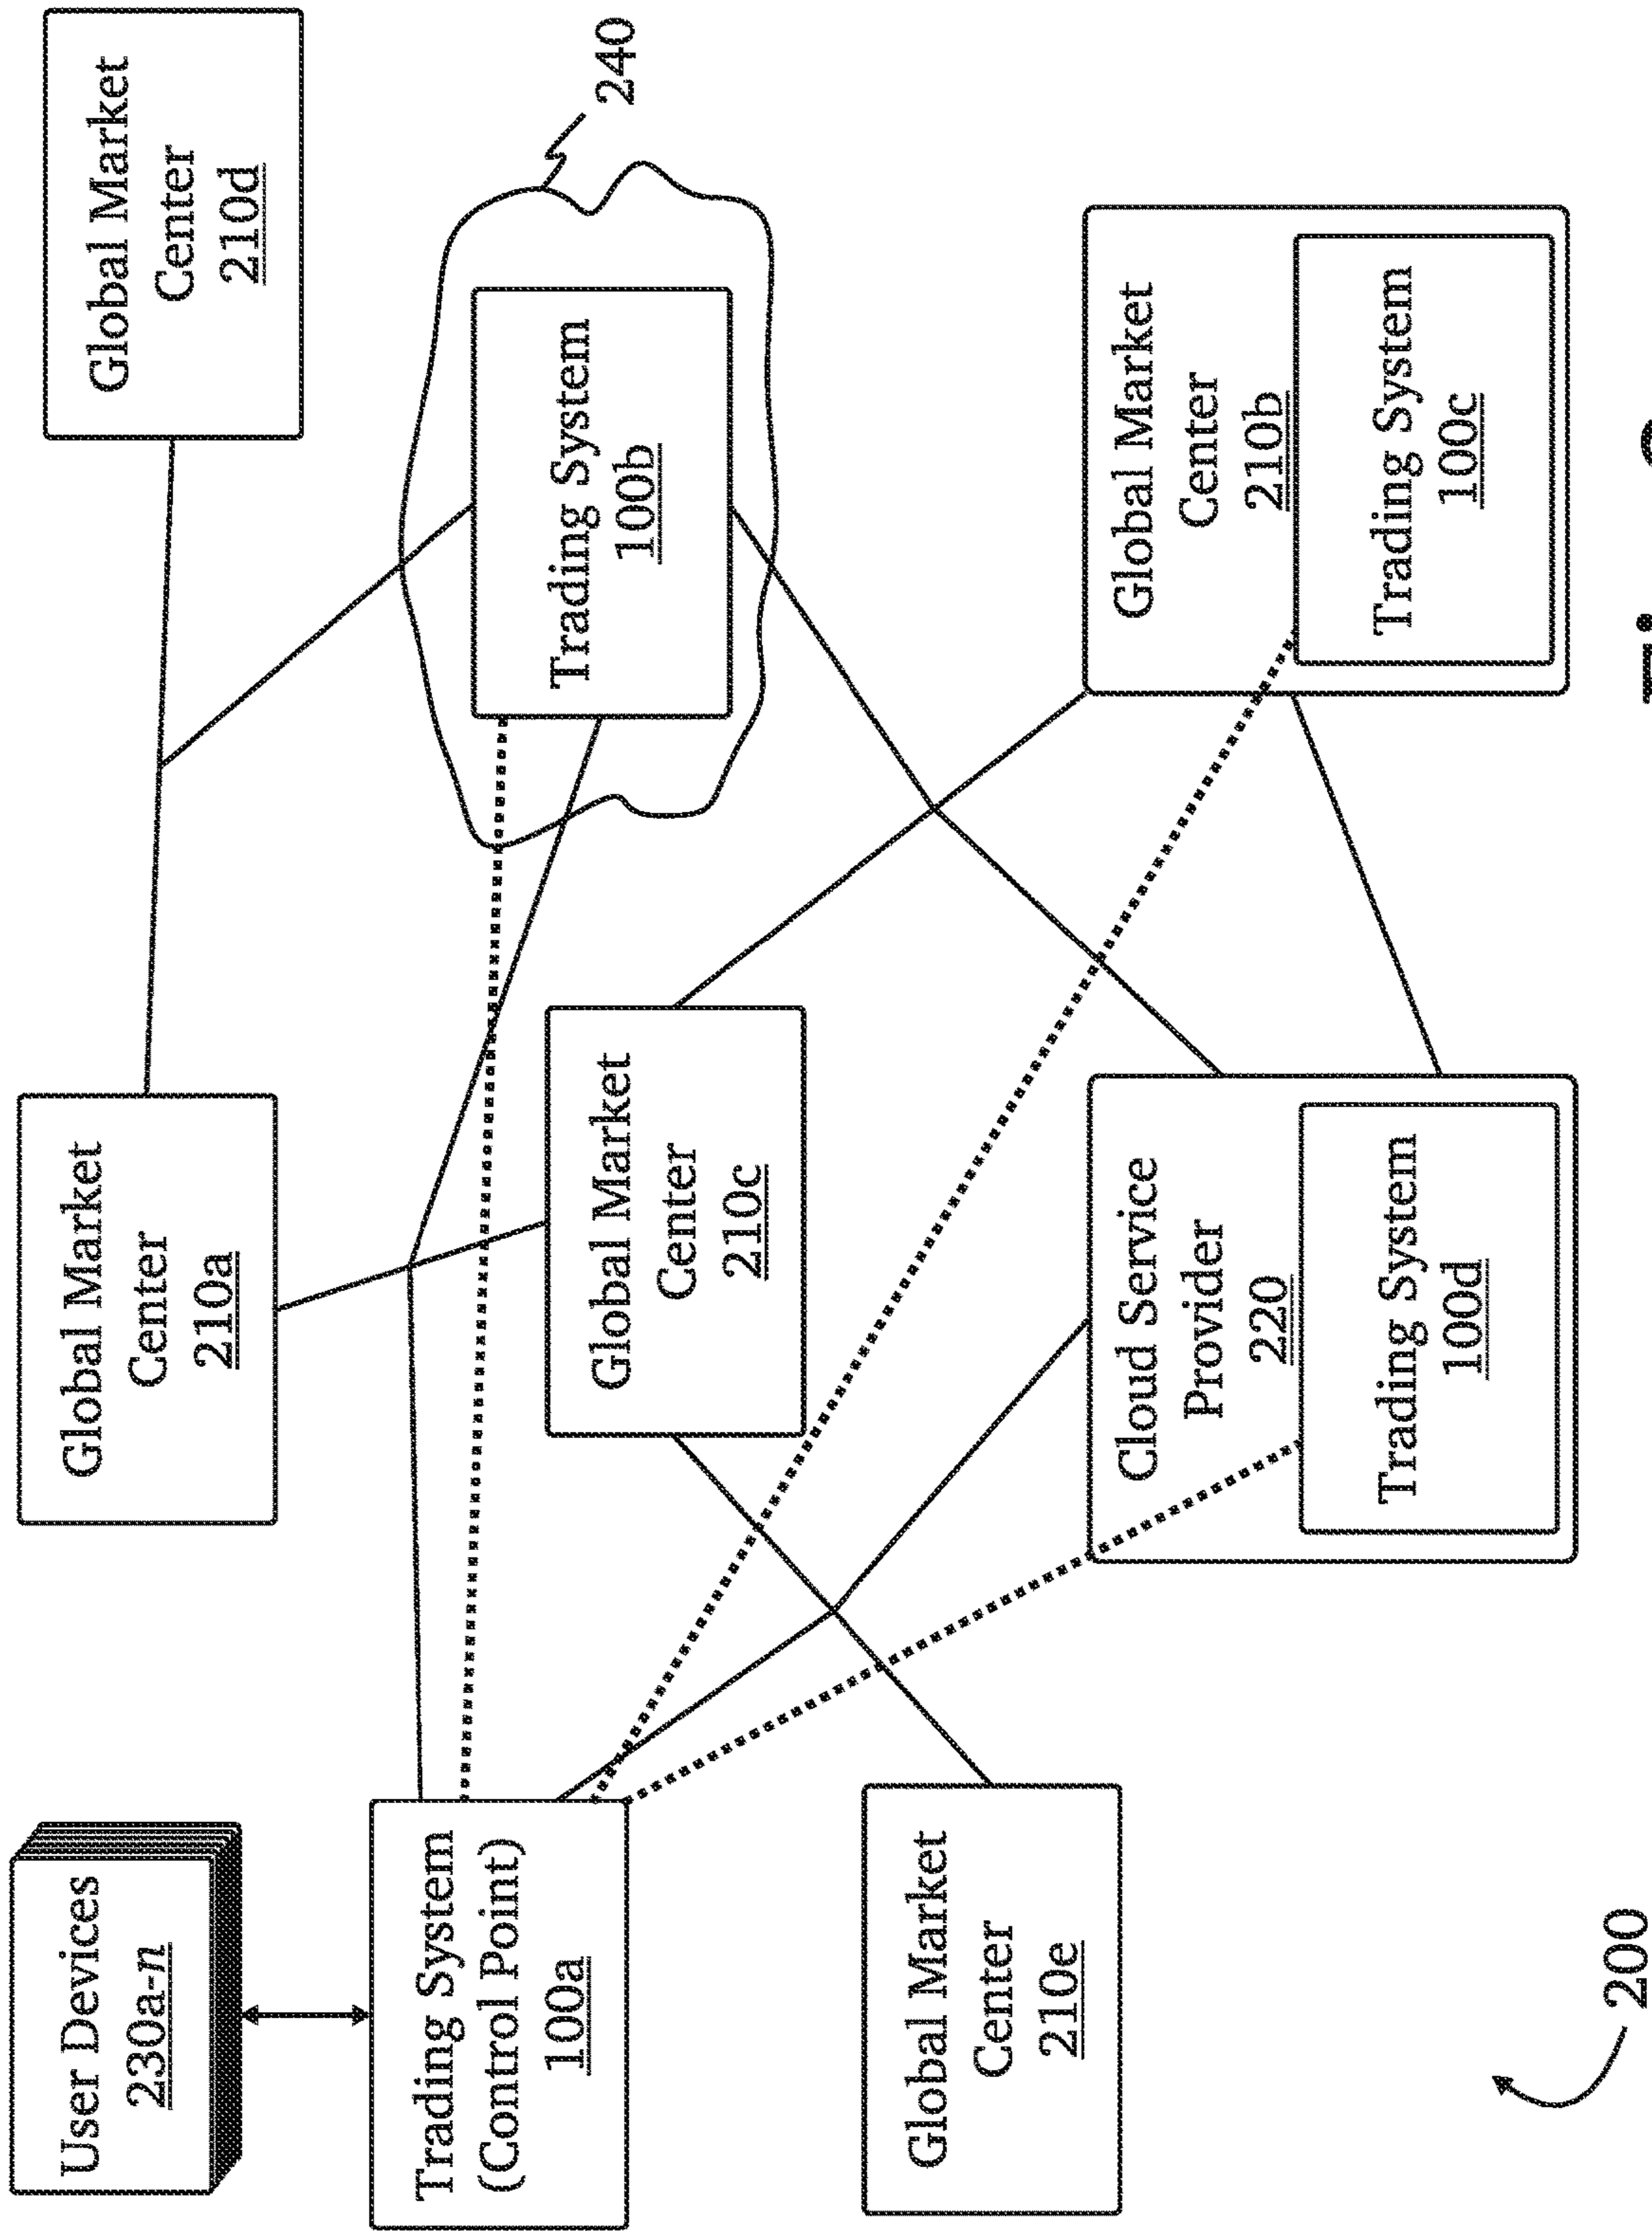 User Devices
230a-n
Global Market
Center
210a
Global Market
Center
210d
240
Trading System
(Control Point)
100a
Trading System
100b
Global Market
Center
210c
Global Market
Center
210e
Cloud Service
Provider
220
Trading System
100d
Global Market
Center
210b
Trading System
100c
200